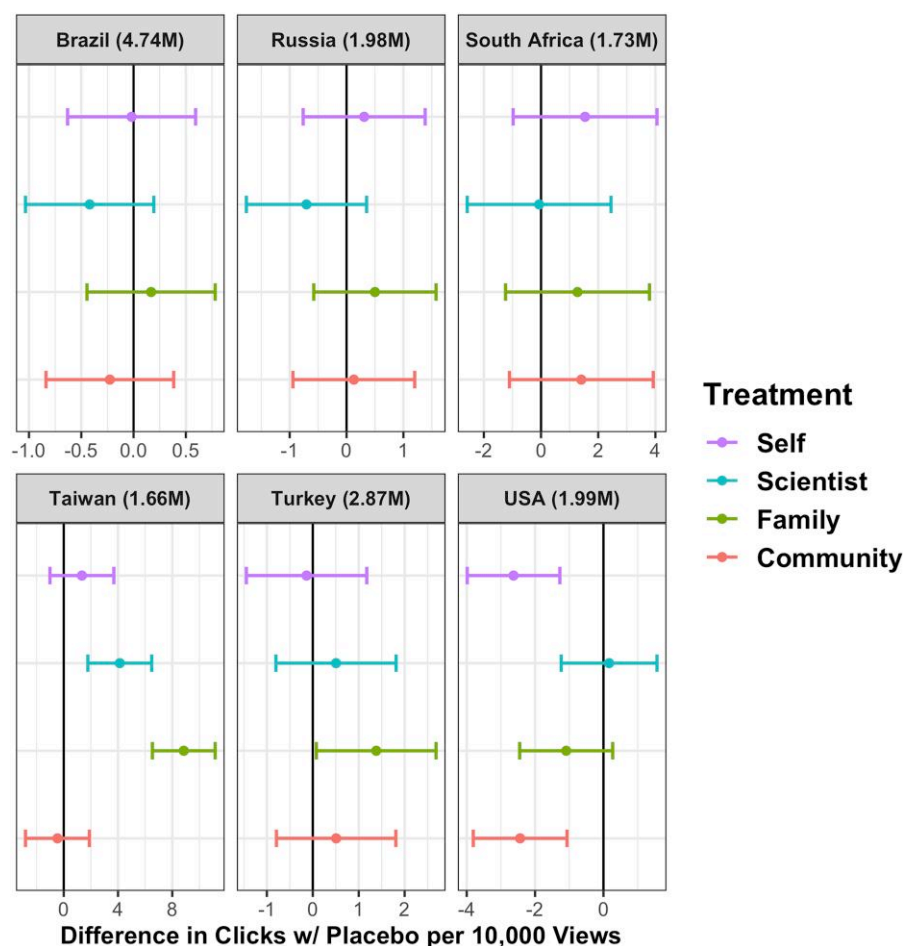 Brazil (4.74M) Russia (1.98M) South Africa (1.73M)
-1.0 -0.5 0.0 0.5 -1 0 1 -2 0 2 4
Taiwan (1.66M) Turkey (2.87M) USA (1.99M)
0 4 8 -1 0 1 2 -4 -2 0
Difference in Clicks w/ Placebo per 10,000 Views
Treatment
Self
Scientist
Family
Community